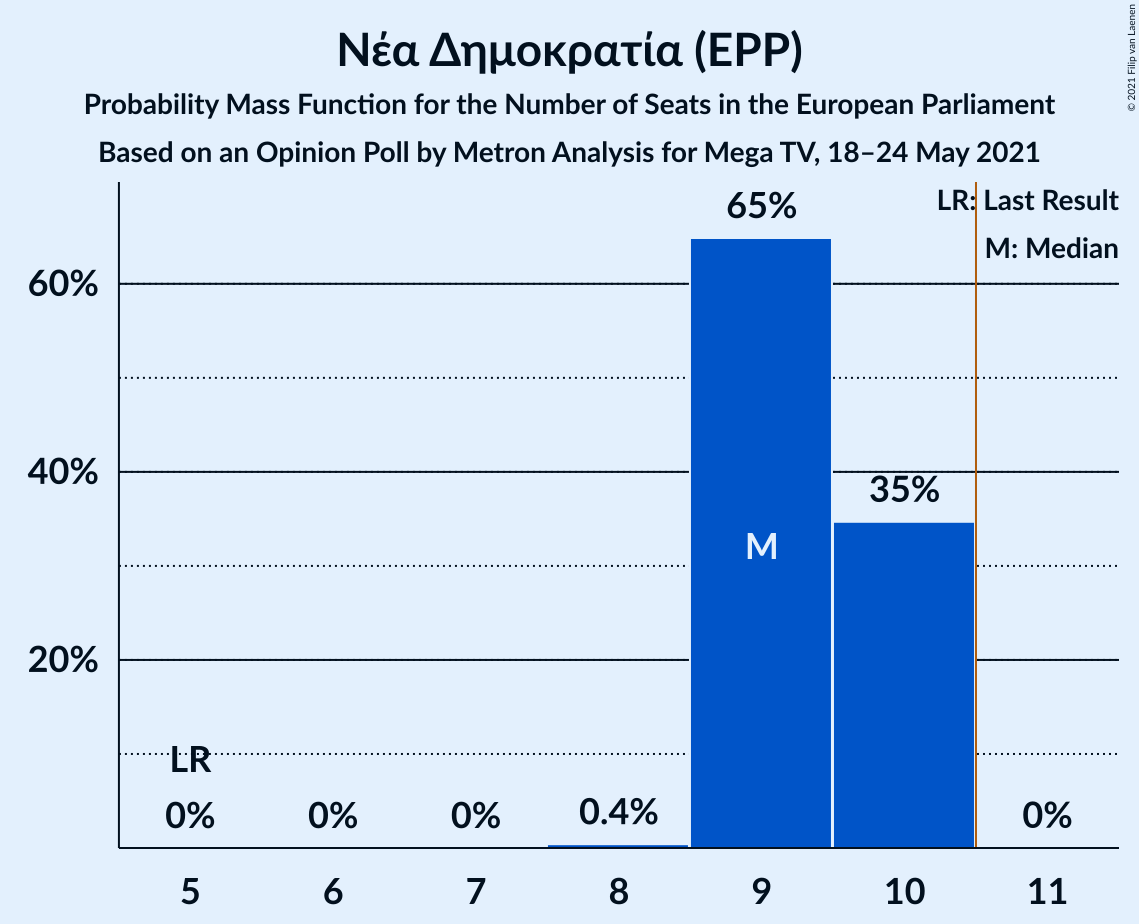 Νέα Δημοκρατία (EPP)
Probability Mass Function for the Number of Seats in the European Parliament
Based on an Opinion Poll by Metron Analysis for Mega TV, 18–24 May 2021
© 2021 Filip van Laenen
LR: Last Result
M: Median
65%
60%
40%
35%
M
20%
LR
0% 0% 0% 0.4% 0%
5 6 7 8 9 10 11